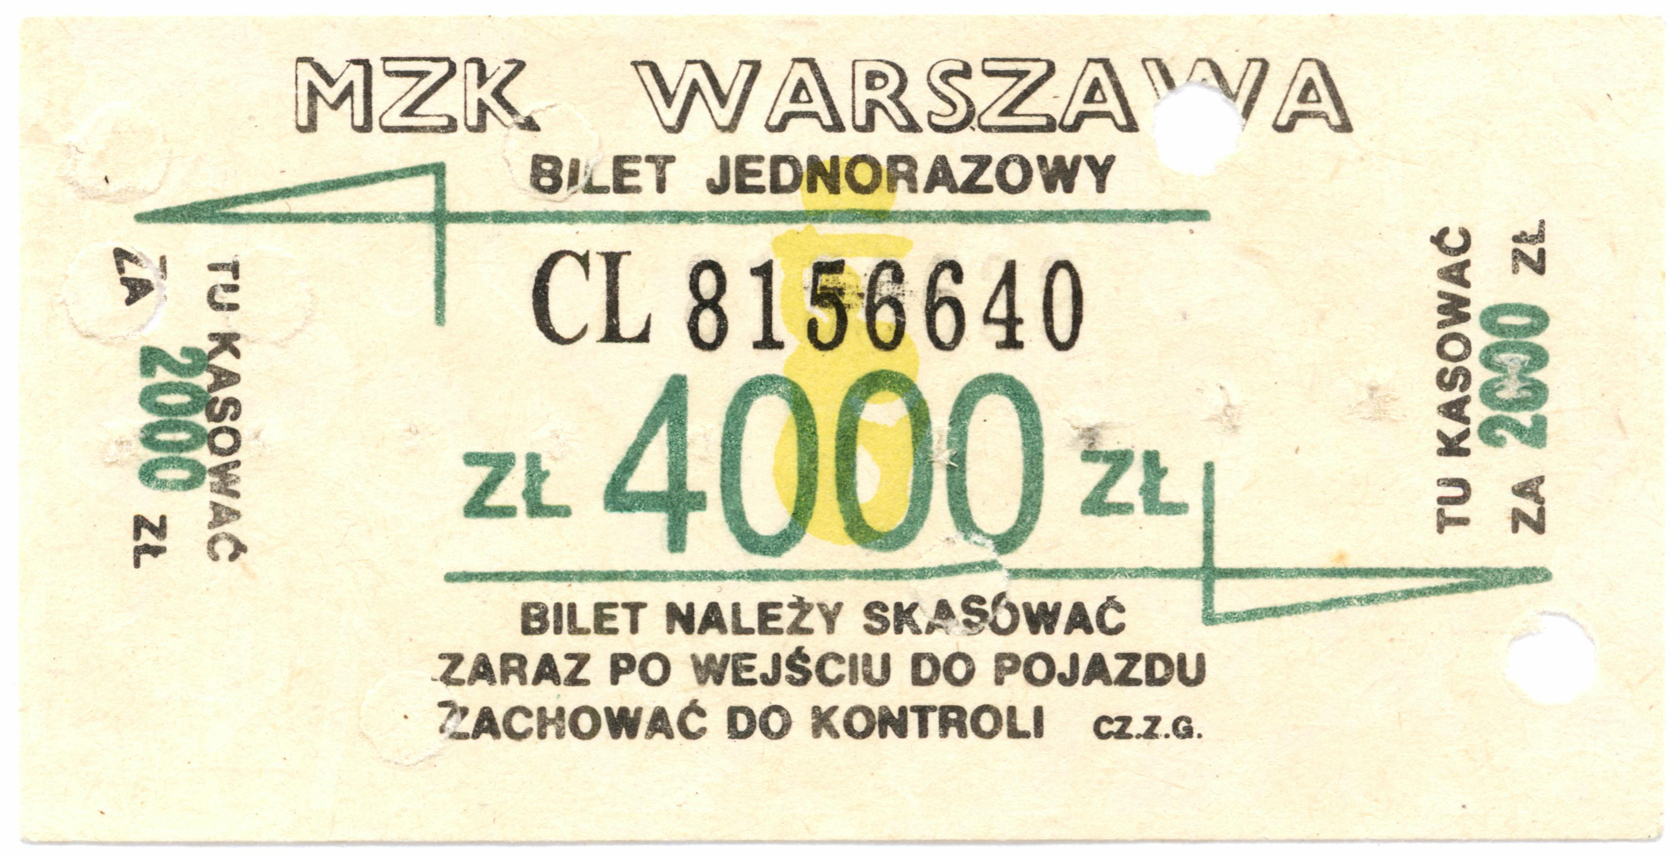 MZK WARSZAWA
BILET JEDNORAZOWY
TU KASOWAĆ
ZA 2000 ZŁ
CL 8156640
ZŁ 4000 ZŁ
TU KASOWAĆ
ZA 2000 ZŁ
BILET NALEŻY SKASOWAĆ
ZARAZ PO WEJŚCIU DO POJAZDU
ZACHOWAĆ DO KONTROLI CZ.Z.G.